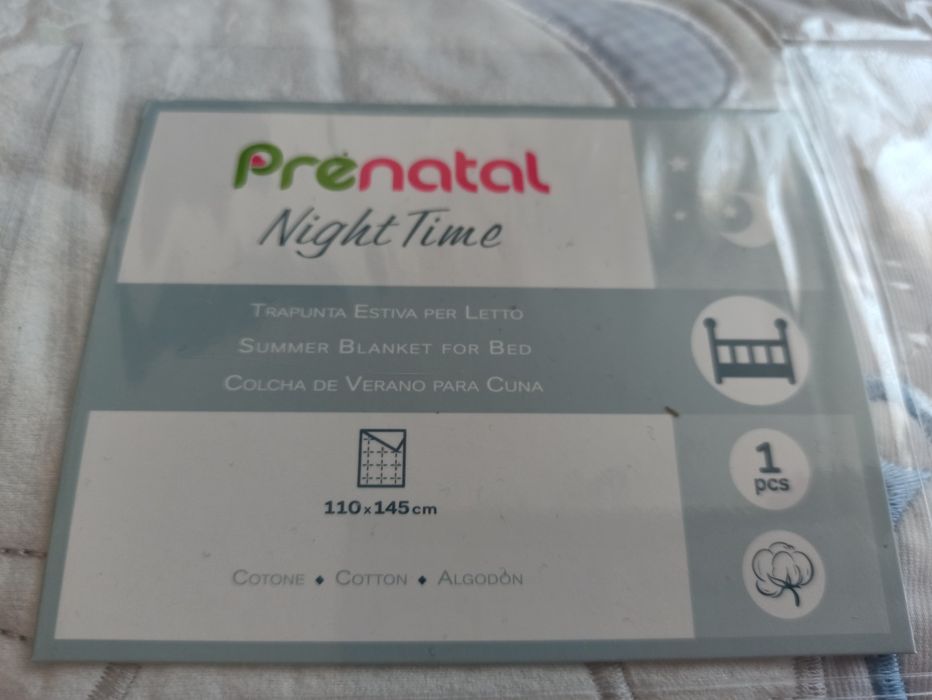 Prénatal
Night Time
TRAPUNTA ESTIVA PER LETTO
SUMMER BLANKET FOR BED
COLCHA DE VERANO PARA CUNA
110x145cm
1
pcs
COTONE ♦ COTTON ♦ ALGODÒN